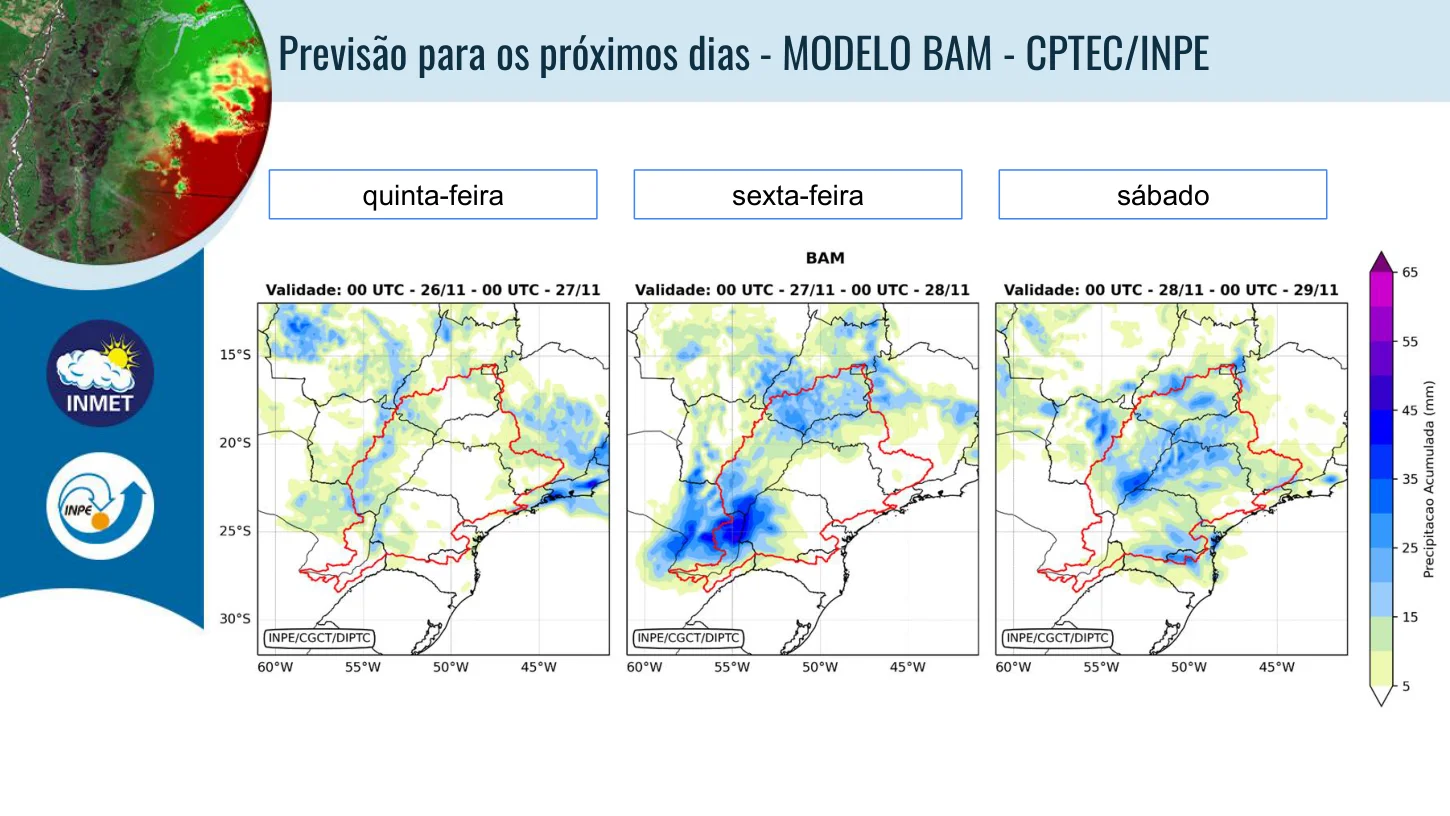 Previsão para os próximos dias - MODELO BAM - CPTEC/INPE
quinta-feira
sexta-feira
sábado
BAM
Validade: 00 UTC - 26/11 - 00 UTC - 27/11
Validade: 00 UTC - 27/11 - 00 UTC - 28/11
Validade: 00 UTC - 28/11 - 00 UTC - 29/11
15°S
20°S
25°S
30°S
INPE/CGCT/DIPTC
INPE/CGCT/DIPTC
INPE/CGCT/DIPTC
60°W 55°W 50°W 45°W
60°W 55°W 50°W 45°W
60°W 55°W 50°W 45°W
65
55
45
35
25
15
5
Precipitacao Acumulada (mm)
INMET
INPE